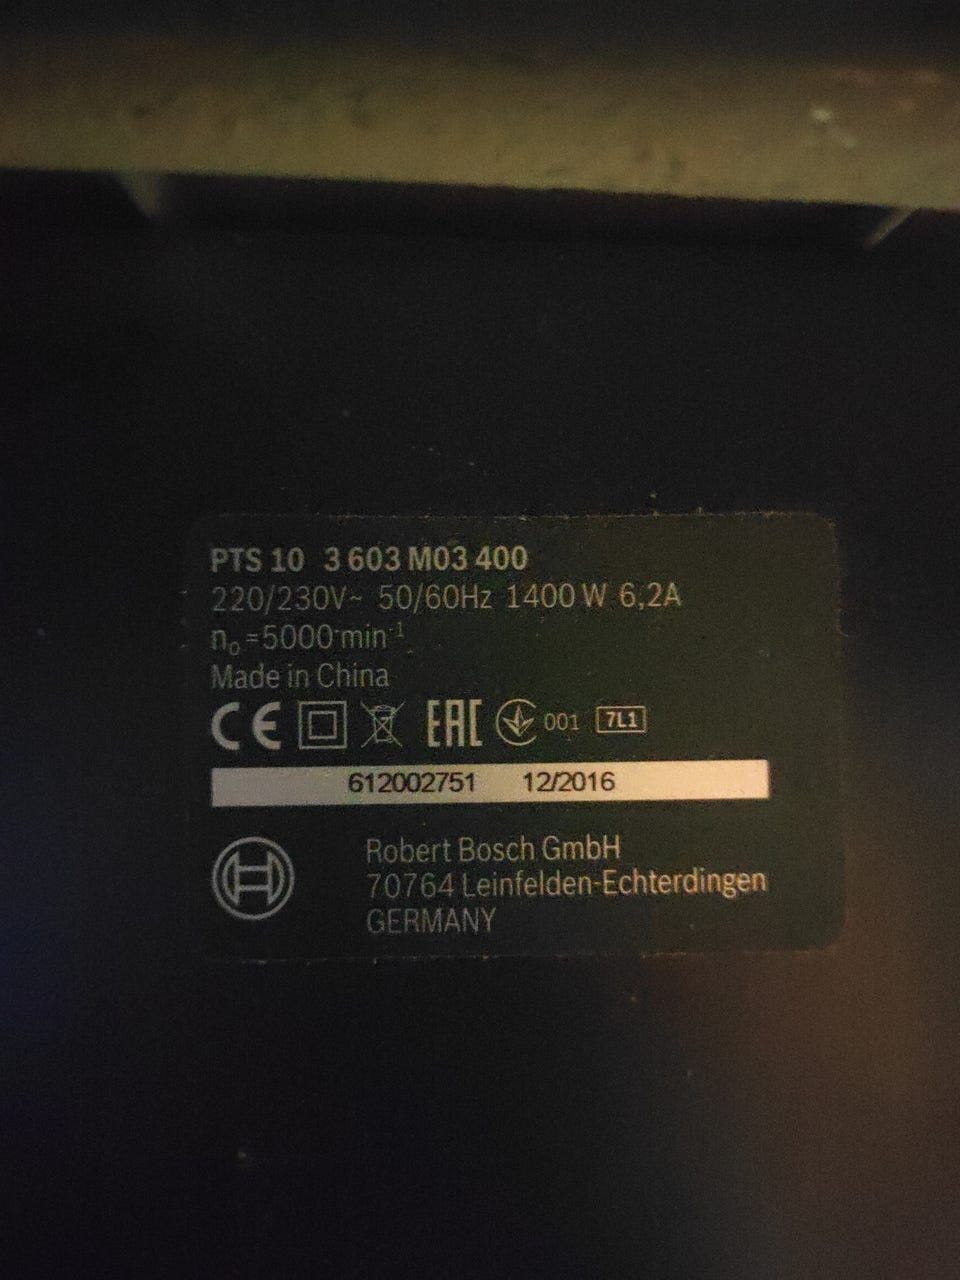 PTS 10 3 603 M03 400
220/230V~ 50/60Hz 1400 W 6,2A
n₀=5000 min⁻¹
Made in China
CE EAC 001 7L1
612002751 12/2016
Robert Bosch GmbH
70764 Leinfelden-Echterdingen
GERMANY